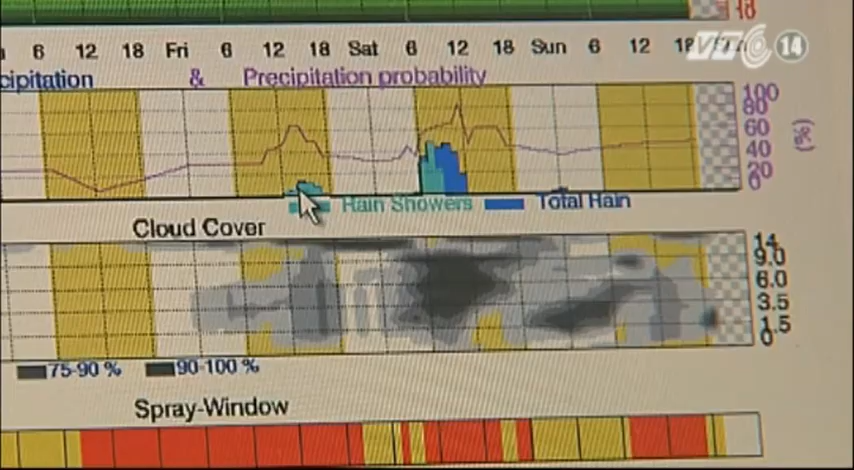 18
6 12 18 Fri 6 12 18 Sat 6 12 18 Sun 6 12 18
VTC 14
cipitation & Precipitation probability
100
80
60
40
20
0
(%)
Rain Showers Total Rain
Cloud Cover
14
9.0
6.0
3.5
1.5
0
75-90 % 90-100 %
Spray-Window